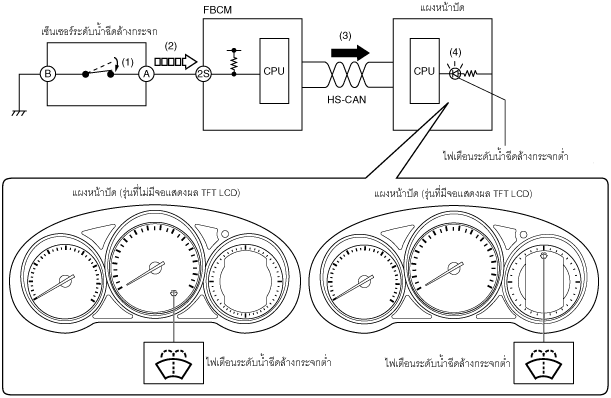 FBCM
แผงหน้าปัด
เซ็นเซอร์ระดับน้ำฉีดล้างกระจก
(1)
(2)
(3)
(4)
B
A
2S
CPU
CPU
HS-CAN
ไฟเตือนระดับน้ำฉีดล้างกระจกต่ำ
แผงหน้าปัด (รุ่นที่ไม่มีจอแสดงผล TFT LCD)
แผงหน้าปัด (รุ่นที่มีจอแสดงผล TFT LCD)
ไฟเตือนระดับน้ำฉีดล้างกระจกต่ำ
ไฟเตือนระดับน้ำฉีดล้างกระจกต่ำ